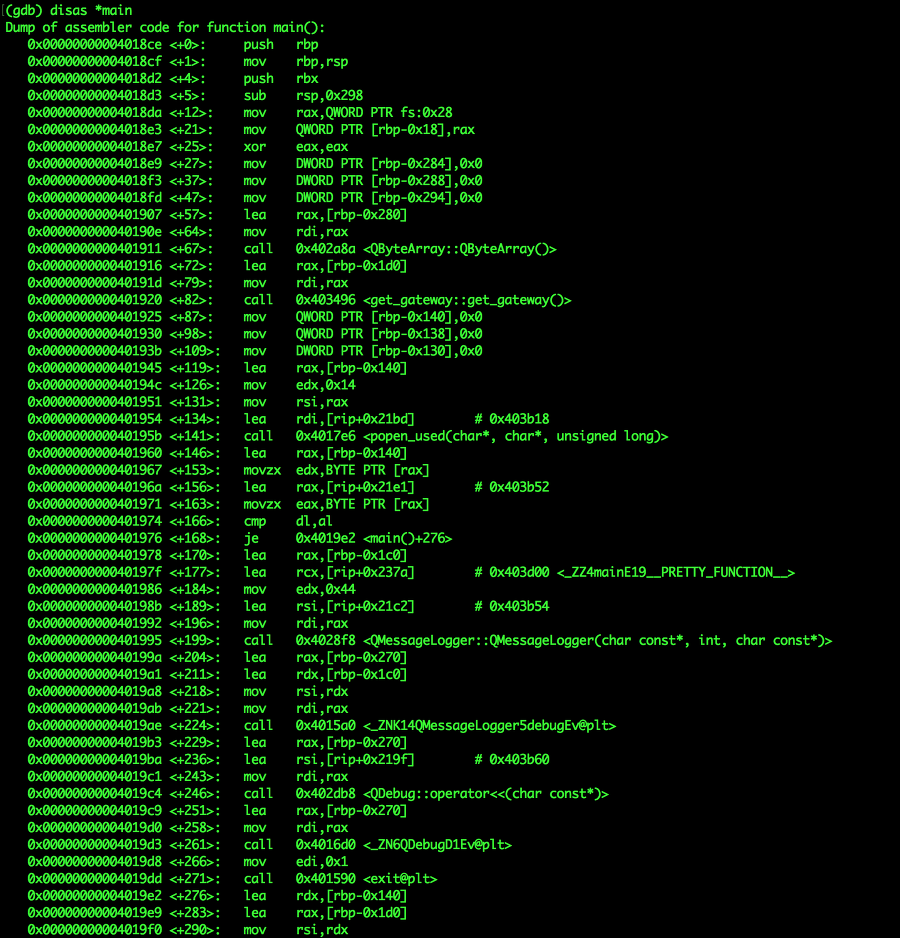 (gdb) disas *main
Dump of assembler code for function main():
   0x00000000004018ce <+0>:	push   rbp
   0x00000000004018cf <+1>:	mov    rbp,rsp
   0x00000000004018d2 <+4>:	push   rbx
   0x00000000004018d3 <+5>:	sub    rsp,0x298
   0x00000000004018da <+12>:	mov    rax,QWORD PTR fs:0x28
   0x00000000004018e3 <+21>:	mov    QWORD PTR [rbp-0x18],rax
   0x00000000004018e7 <+25>:	xor    eax,eax
   0x00000000004018e9 <+27>:	mov    DWORD PTR [rbp-0x284],0x0
   0x00000000004018f3 <+37>:	mov    DWORD PTR [rbp-0x288],0x0
   0x00000000004018fd <+47>:	mov    DWORD PTR [rbp-0x294],0x0
   0x0000000000401907 <+57>:	lea    rax,[rbp-0x280]
   0x000000000040190e <+64>:	mov    rdi,rax
   0x0000000000401911 <+67>:	call   0x402a8a <QByteArray::QByteArray()>
   0x0000000000401916 <+72>:	lea    rax,[rbp-0x1d0]
   0x000000000040191d <+79>:	mov    rdi,rax
   0x0000000000401920 <+82>:	call   0x403496 <get_gateway::get_gateway()>
   0x0000000000401925 <+87>:	mov    QWORD PTR [rbp-0x140],0x0
   0x0000000000401930 <+98>:	mov    QWORD PTR [rbp-0x138],0x0
   0x000000000040193b <+109>:	mov    DWORD PTR [rbp-0x130],0x0
   0x0000000000401945 <+119>:	lea    rax,[rbp-0x140]
   0x000000000040194c <+126>:	mov    edx,0x14
   0x0000000000401951 <+131>:	mov    rsi,rax
   0x0000000000401954 <+134>:	lea    rdi,[rip+0x21bd]        # 0x403b18
   0x000000000040195b <+141>:	call   0x4017e6 <popen_used(char*, char*, unsigned long)>
   0x0000000000401960 <+146>:	lea    rax,[rbp-0x140]
   0x0000000000401967 <+153>:	movzx  edx,BYTE PTR [rax]
   0x000000000040196a <+156>:	lea    rax,[rip+0x21e1]        # 0x403b52
   0x0000000000401971 <+163>:	movzx  eax,BYTE PTR [rax]
   0x0000000000401974 <+166>:	cmp    dl,al
   0x0000000000401976 <+168>:	je     0x4019e2 <main()+276>
   0x0000000000401978 <+170>:	lea    rax,[rbp-0x1c0]
   0x000000000040197f <+177>:	lea    rcx,[rip+0x237a]        # 0x403d00 <_ZZ4mainE19__PRETTY_FUNCTION__>
   0x0000000000401986 <+184>:	mov    edx,0x44
   0x000000000040198b <+189>:	lea    rsi,[rip+0x21c2]        # 0x403b54
   0x0000000000401992 <+196>:	mov    rdi,rax
   0x0000000000401995 <+199>:	call   0x4028f8 <QMessageLogger::QMessageLogger(char const*, int, char const*)>
   0x000000000040199a <+204>:	lea    rax,[rbp-0x270]
   0x00000000004019a1 <+211>:	lea    rdx,[rbp-0x1c0]
   0x00000000004019a8 <+218>:	mov    rsi,rdx
   0x00000000004019ab <+221>:	mov    rdi,rax
   0x00000000004019ae <+224>:	call   0x4015a0 <_ZNK14QMessageLogger5debugEv@plt>
   0x00000000004019b3 <+229>:	lea    rax,[rbp-0x270]
   0x00000000004019ba <+236>:	lea    rsi,[rip+0x219f]        # 0x403b60
   0x00000000004019c1 <+243>:	mov    rdi,rax
   0x00000000004019c4 <+246>:	call   0x402db8 <QDebug::operator<<(char const*)>
   0x00000000004019c9 <+251>:	lea    rax,[rbp-0x270]
   0x00000000004019d0 <+258>:	mov    rdi,rax
   0x00000000004019d3 <+261>:	call   0x4016d0 <_ZN6QDebugD1Ev@plt>
   0x00000000004019d8 <+266>:	mov    edi,0x1
   0x00000000004019dd <+271>:	call   0x401590 <exit@plt>
   0x00000000004019e2 <+276>:	lea    rdx,[rbp-0x140]
   0x00000000004019e9 <+283>:	lea    rax,[rbp-0x1d0]
   0x00000000004019f0 <+290>:	mov    rsi,rdx